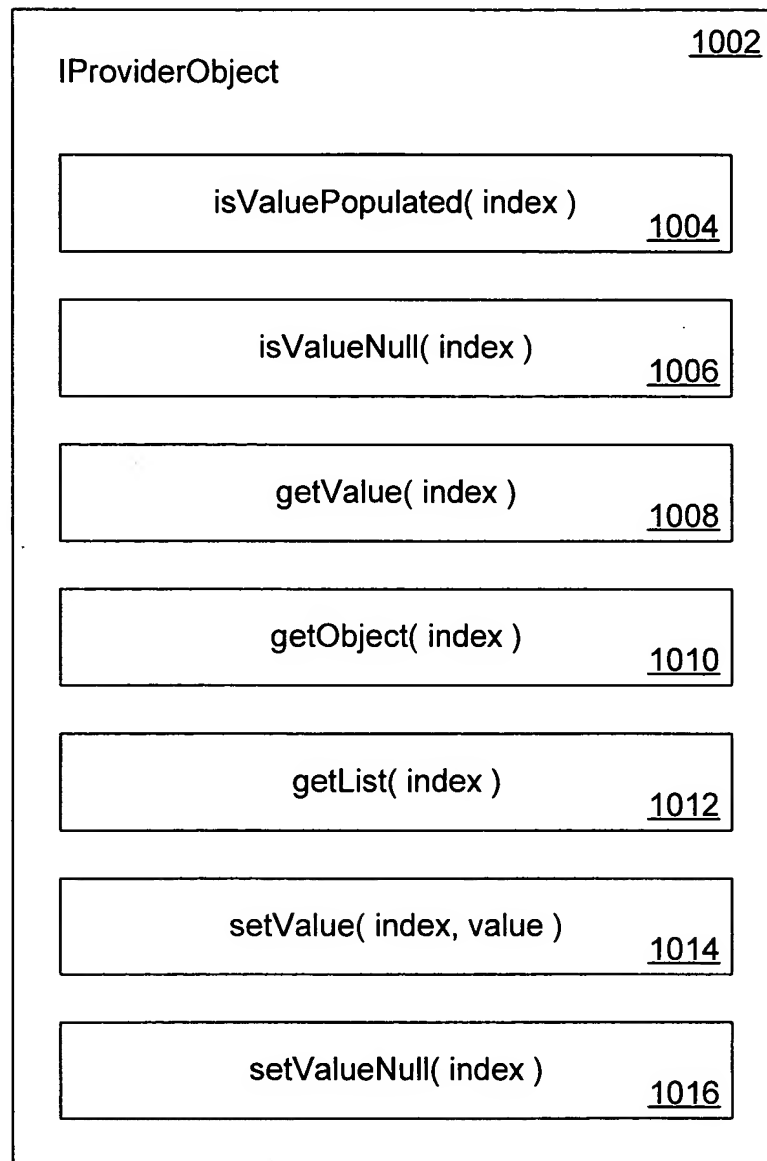 1002
IProviderObject
isValuePopulated( index )
1004
isValueNull( index )
1006
getValue( index )
1008
getObject( index )
1010
getList( index )
1012
setValue( index, value )
1014
setValueNull( index )
1016